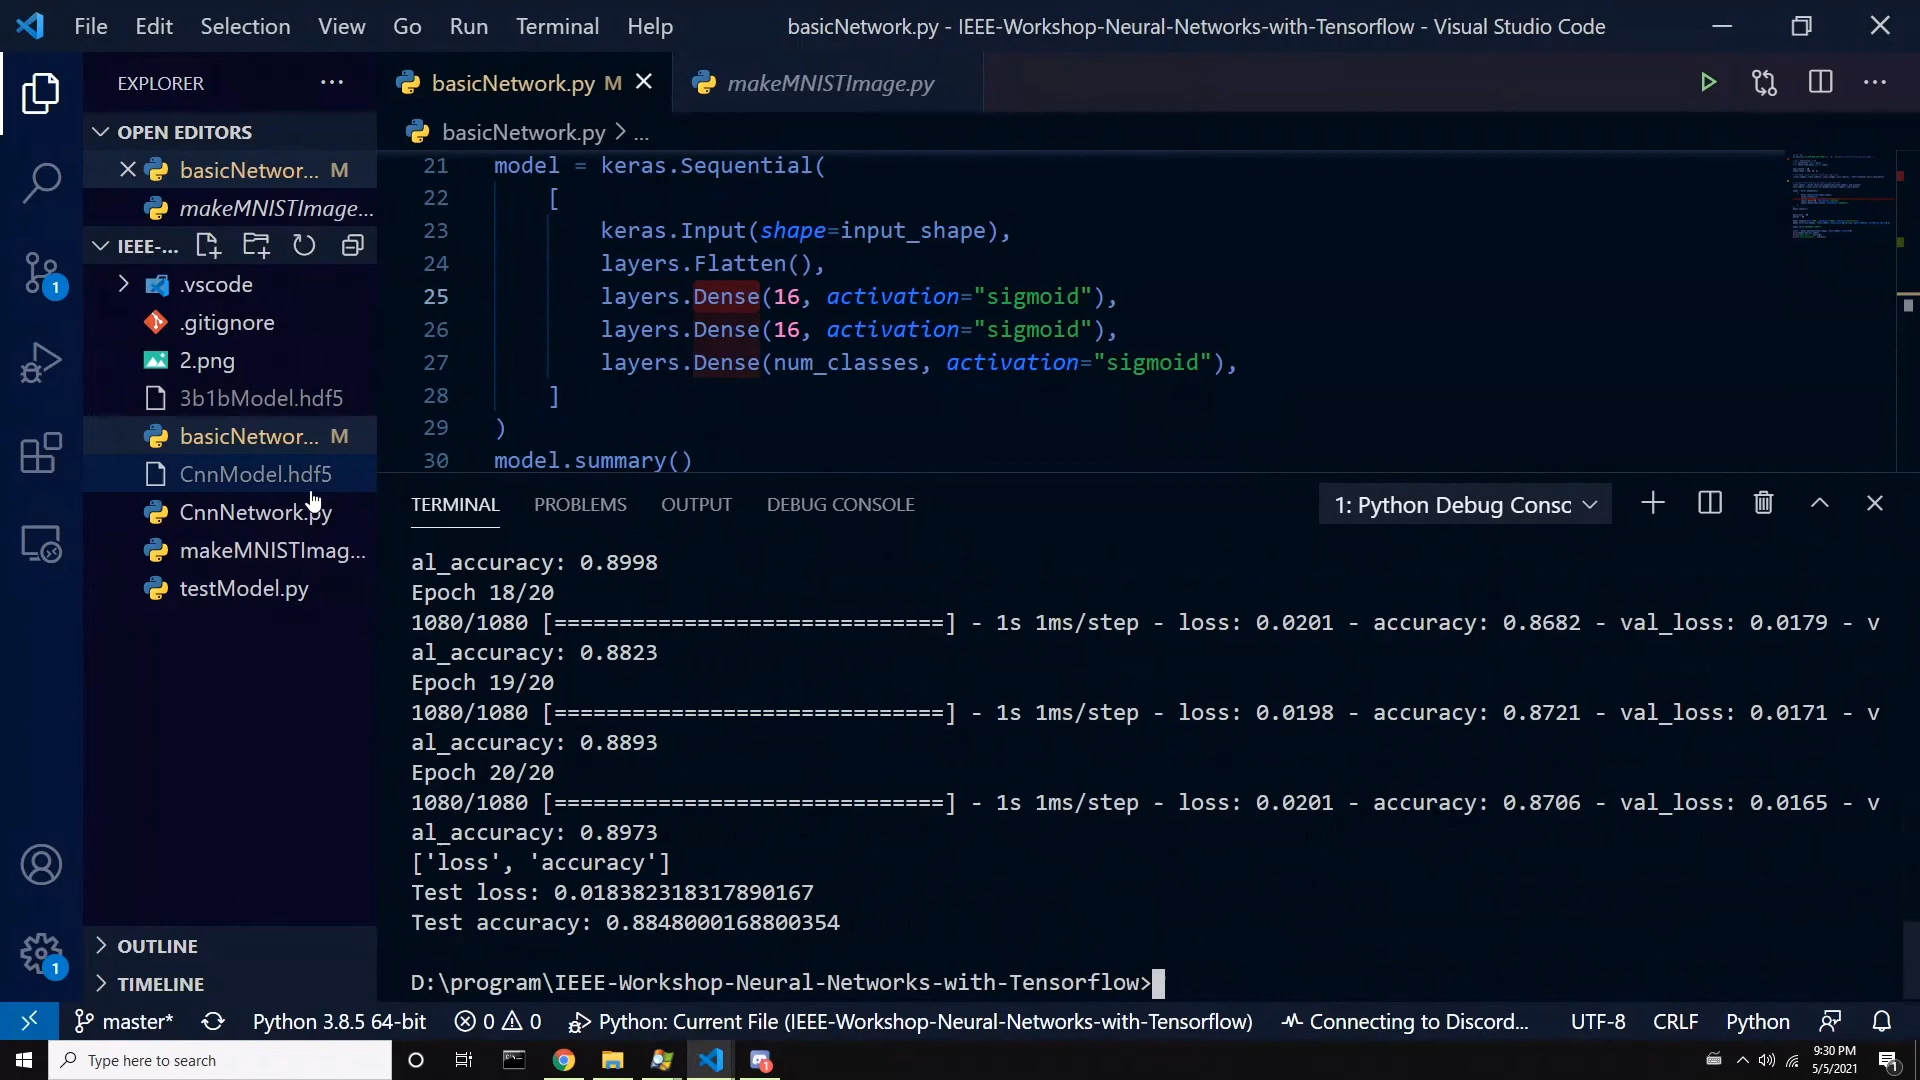 File Edit Selection View Go Run Terminal Help basicNetwork.py - IEEE-Workshop-Neural-Networks-with-Tensorflow - Visual Studio Code
EXPLORER
OPEN EDITORS
basicNetwor... M
makeMNISTImage...
IEEE-...
.vscode
.gitignore
2.png
3b1bModel.hdf5
basicNetwor... M
CnnModel.hdf5
CnnNetwork.py
makeMNISTImag...
testModel.py
OUTLINE
TIMELINE
1
1
basicNetwork.py M
makeMNISTImage.py
basicNetwork.py > ...
21 model = keras.Sequential(
22 [
23 keras.Input(shape=input_shape),
24 layers.Flatten(),
25 layers.Dense(16, activation="sigmoid"),
26 layers.Dense(16, activation="sigmoid"),
27 layers.Dense(num_classes, activation="sigmoid"),
28 ]
29 )
30 model.summary()
TERMINAL PROBLEMS OUTPUT DEBUG CONSOLE 1: Python Debug Consc
al_accuracy: 0.8998
Epoch 18/20
1080/1080 [==============================] - 1s 1ms/step - loss: 0.0201 - accuracy: 0.8682 - val_loss: 0.0179 - v
al_accuracy: 0.8823
Epoch 19/20
1080/1080 [==============================] - 1s 1ms/step - loss: 0.0198 - accuracy: 0.8721 - val_loss: 0.0171 - v
al_accuracy: 0.8893
Epoch 20/20
1080/1080 [==============================] - 1s 1ms/step - loss: 0.0201 - accuracy: 0.8706 - val_loss: 0.0165 - v
al_accuracy: 0.8973
['loss', 'accuracy']
Test loss: 0.018382318317890167
Test accuracy: 0.8848000168800354
D:\program\IEEE-Workshop-Neural-Networks-with-Tensorflow>
master* Python 3.8.5 64-bit 0 0 Python: Current File (IEEE-Workshop-Neural-Networks-with-Tensorflow) Connecting to Discord... UTF-8 CRLF Python
Type here to search
9:30 PM
5/5/2021
1